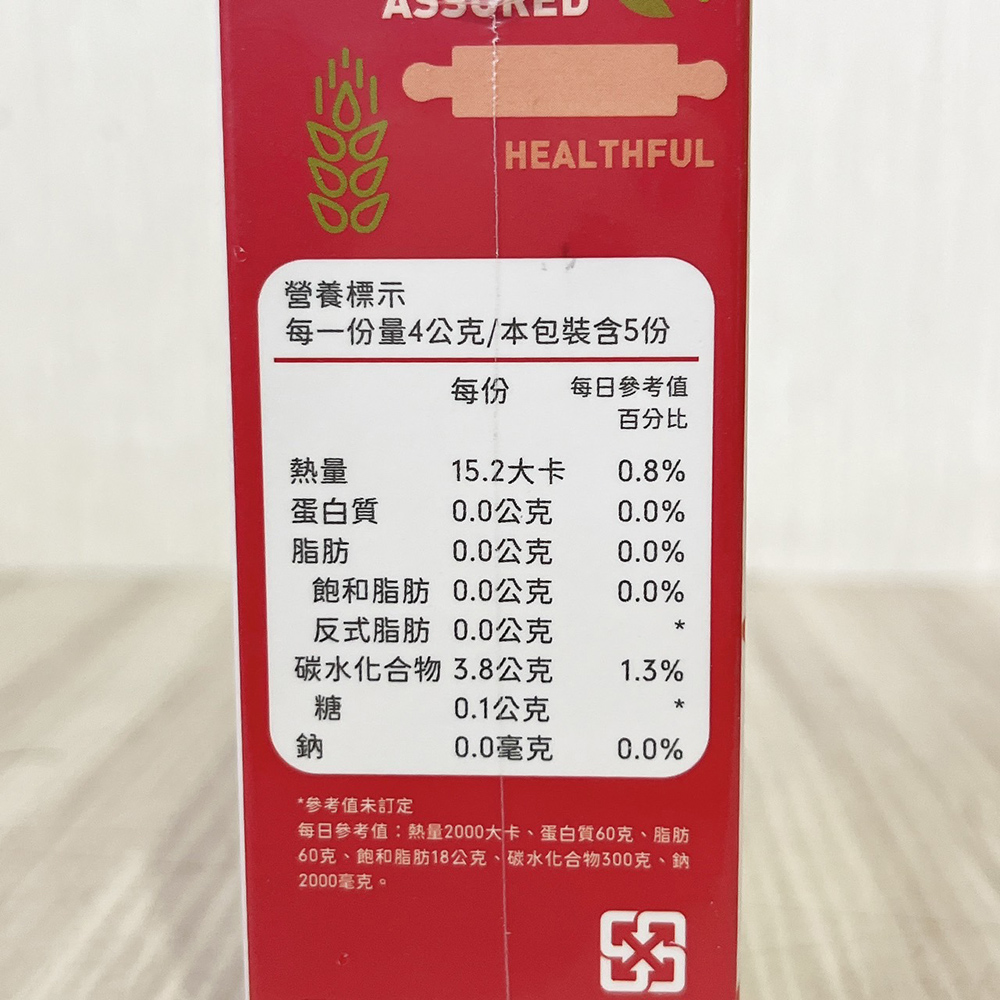 ASSURED
HEALTHFUL
營養標示
每一份量4公克/本包裝含5份
每份 每日參考值
百分比
熱量 15.2大卡 0.8%
蛋白質 0.0公克 0.0%
脂肪 0.0公克 0.0%
飽和脂肪 0.0公克 0.0%
反式脂肪 0.0公克 *
碳水化合物 3.8公克 1.3%
糖 0.1公克 *
鈉 0.0毫克 0.0%
*參考值未訂定
每日參考值：熱量2000大卡、蛋白質60克、脂肪
60克、飽和脂肪18公克、碳水化合物300克、鈉
2000毫克。